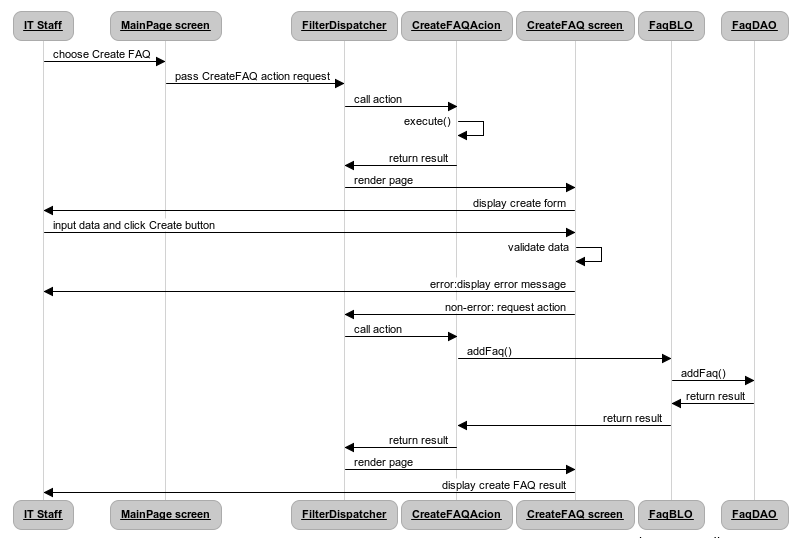 IT Staff MainPage screen FilterDispatcher CreateFAQAcion CreateFAQ screen FaqBLO FaqDAO
choose Create FAQ
pass CreateFAQ action request
call action
execute()
return result
render page
display create form
input data and click Create button
validate data
error:display error message
non-error: request action
call action
addFaq()
addFaq()
return result
return result
return result
render page
display create FAQ result
IT Staff MainPage screen FilterDispatcher CreateFAQAcion CreateFAQ screen FaqBLO FaqDAO